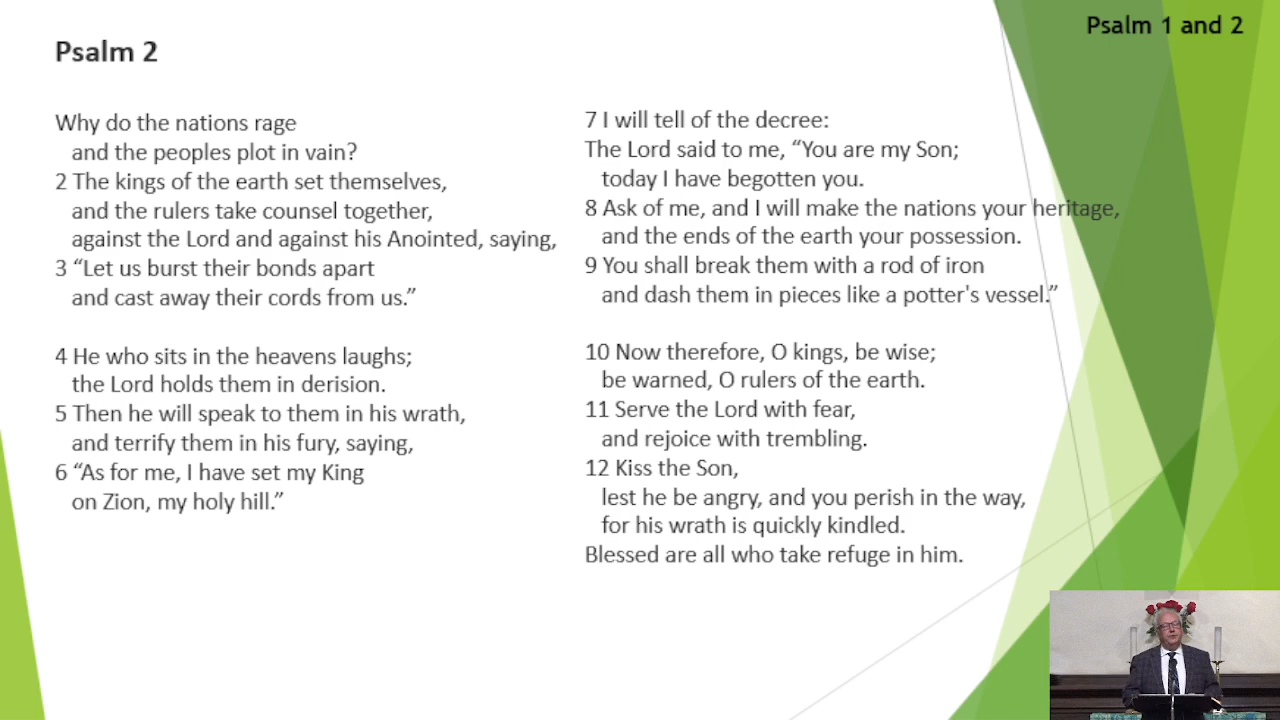 Psalm 1 and 2
Psalm 2
Why do the nations rage
and the peoples plot in vain?
2 The kings of the earth set themselves,
and the rulers take counsel together,
against the Lord and against his Anointed, saying,
3 “Let us burst their bonds apart
and cast away their cords from us.”
4 He who sits in the heavens laughs;
the Lord holds them in derision.
5 Then he will speak to them in his wrath,
and terrify them in his fury, saying,
6 “As for me, I have set my King
on Zion, my holy hill.”
7 I will tell of the decree:
The Lord said to me, “You are my Son;
today I have begotten you.
8 Ask of me, and I will make the nations your heritage,
and the ends of the earth your possession.
9 You shall break them with a rod of iron
and dash them in pieces like a potter's vessel.”
10 Now therefore, O kings, be wise;
be warned, O rulers of the earth.
11 Serve the Lord with fear,
and rejoice with trembling.
12 Kiss the Son,
lest he be angry, and you perish in the way,
for his wrath is quickly kindled.
Blessed are all who take refuge in him.